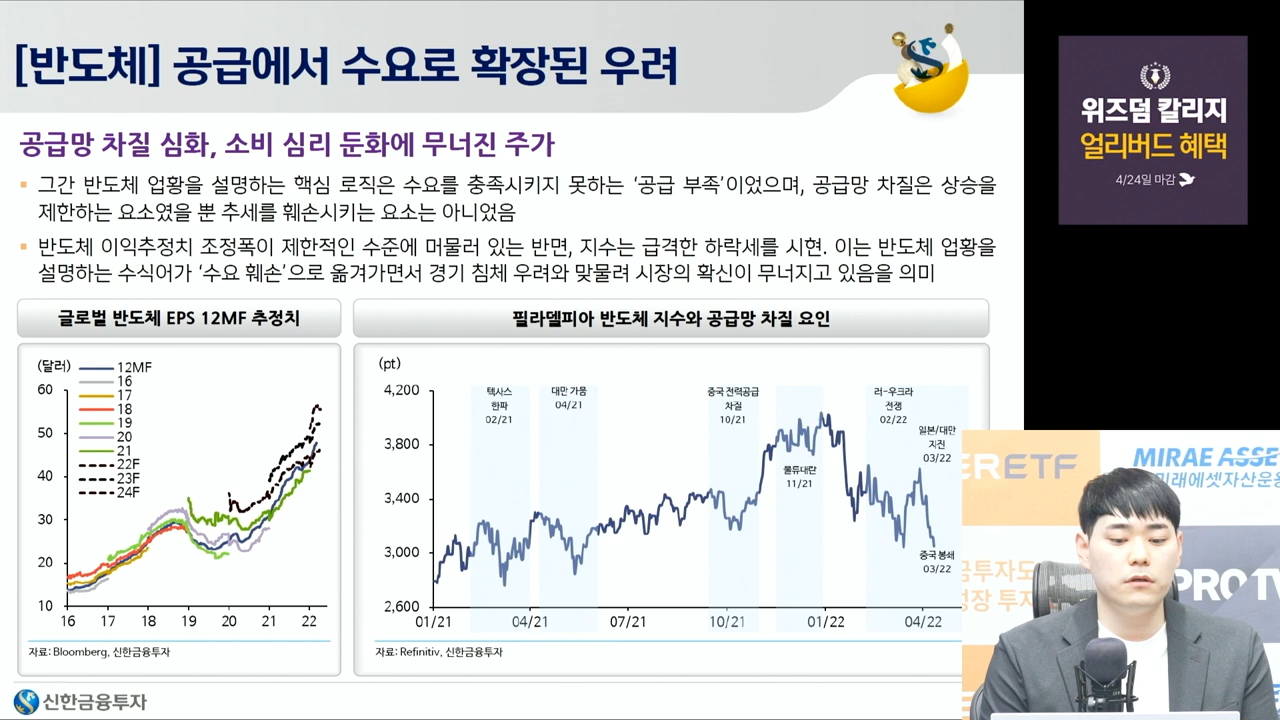 [반도체] 공급에서 수요로 확장된 우려
공급망 차질 심화, 소비 심리 둔화에 무너진 주가
그간 반도체 업황을 설명하는 핵심 로직은 수요를 충족시키지 못하는 ‘공급 부족’이었으며, 공급망 차질은 상승을
제한하는 요소였을 뿐 추세를 훼손시키는 요소는 아니었음
반도체 이익추정치 조정폭이 제한적인 수준에 머물러 있는 반면, 지수는 급격한 하락세를 시현. 이는 반도체 업황을
설명하는 수식어가 ‘수요 훼손’으로 옮겨가면서 경기 침체 우려와 맞물려 시장의 확신이 무너지고 있음을 의미
글로벌 반도체 EPS 12MF 추정치
(달러)
12MF
16
17
18
19
20
21
22F
23F
24F
60
50
40
30
20
10
16 17 18 19 20 21 22
자료: Bloomberg, 신한금융투자
필라델피아 반도체 지수와 공급망 차질 요인
(pt)
4,200
3,800
3,400
3,000
2,600
텍사스
한파
02/21
대만 가뭄
04/21
중국 전력공급
차질
10/21
물류대란
11/21
러-우크라
전쟁
02/22
일본/대만
지진
03/22
중국 봉쇄
03/22
01/21 04/21 07/21 10/21 01/22 04/22
자료: Refinitiv, 신한금융투자
신한금융투자
위즈덤 칼리지
얼리버드 혜택
4/24일 마감
ETF
MIRAE ASSE
미래에셋자산운용
금투자도
성장 투자
PRO TV